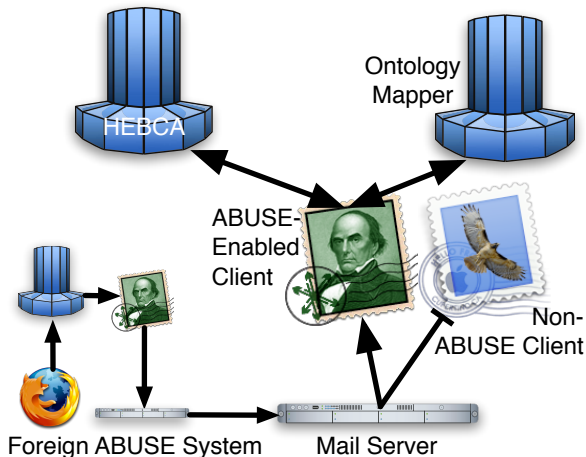 Ontology
Mapper
HEBCA
ABUSE-
Enabled
Client
Non-
ABUSE Client
Foreign ABUSE System
Mail Server